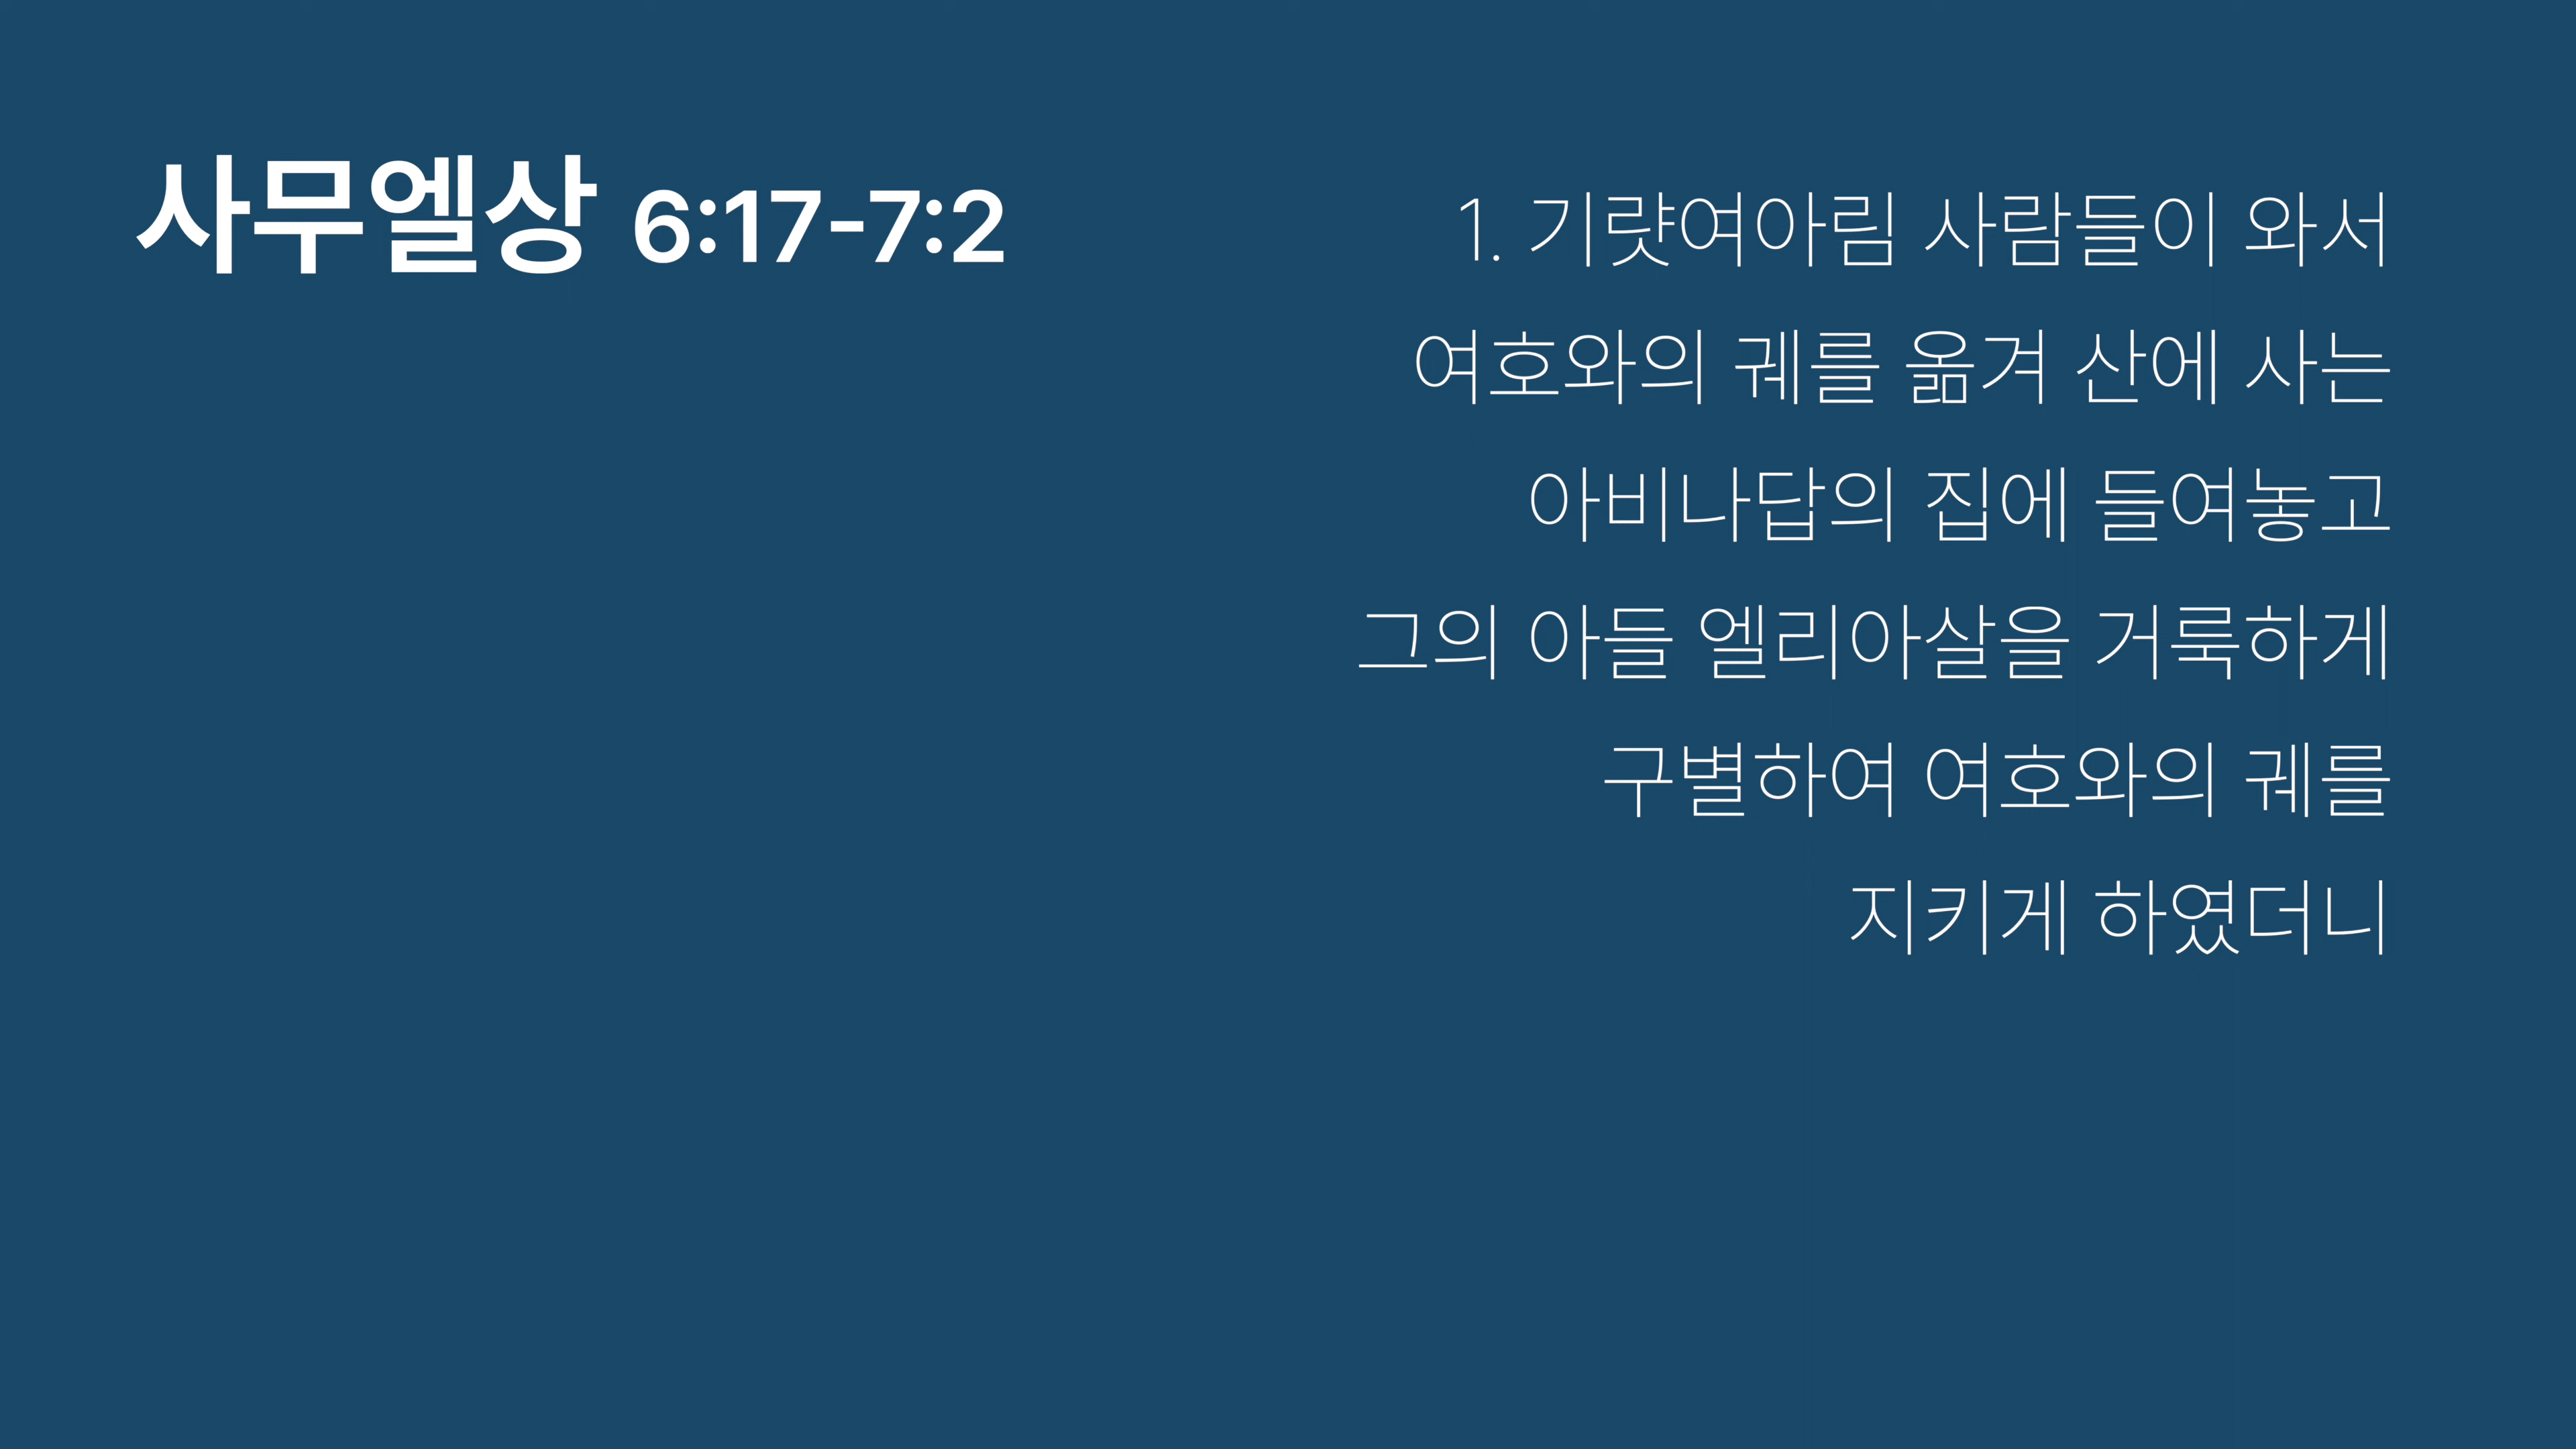 사무엘상 6:17-7:2
1. 기럇여아림 사람들이 와서
여호와의 궤를 옮겨 산에 사는
아비나답의 집에 들여놓고
그의 아들 엘리아살을 거룩하게
구별하여 여호와의 궤를
지키게 하였더니